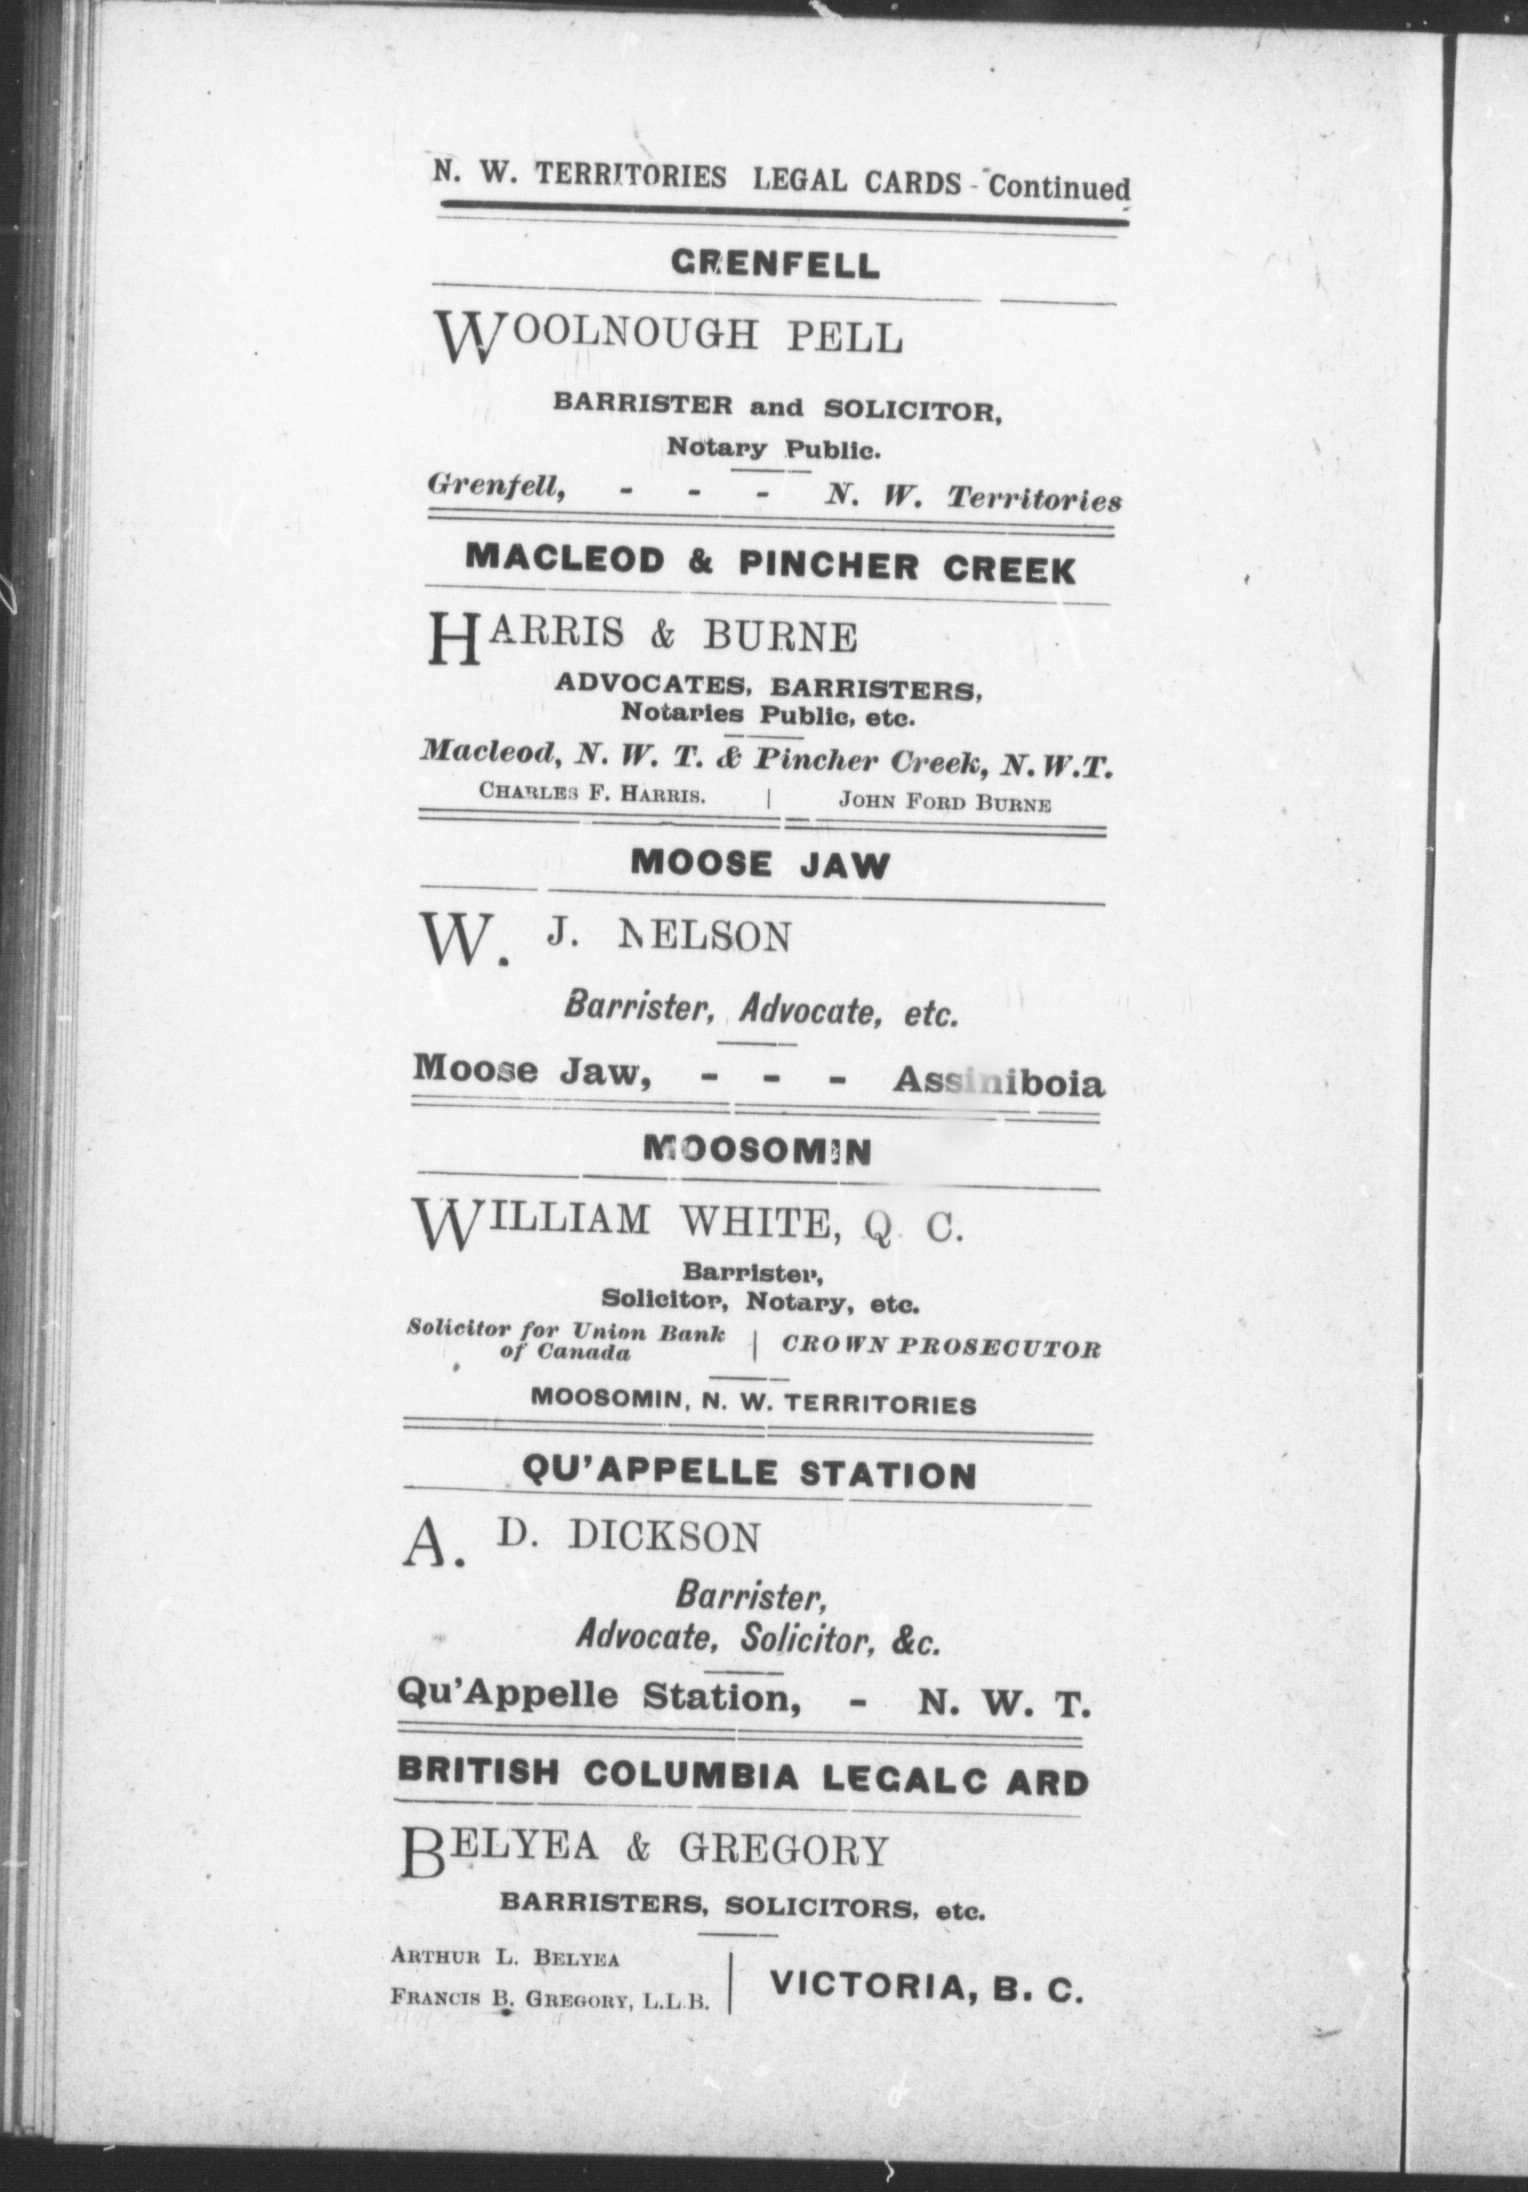 N. W. TERRITORIES LEGAL CARDS - Continued
GRENFELL
WOOLNOUGH PELL
BARRISTER and SOLICITOR,
Notary Public.
Grenfell, - - - N. W. Territories
MACLEOD & PINCHER CREEK
HARRIS & BURNE
ADVOCATES, BARRISTERS,
Notaries Public, etc.
Macleod, N. W. T. & Pincher Creek, N.W.T.
CHARLES F. HARRIS. | JOHN FORD BURNE
MOOSE JAW
W. J. NELSON
Barrister, Advocate, etc.
Moose Jaw, - - - Assiniboia
MOOSOMIN
WILLIAM WHITE, Q. C.
Barrister,
Solicitor, Notary, etc.
Solicitor for Union Bank of Canada | CROWN PROSECUTOR
MOOSOMIN, N. W. TERRITORIES
QU'APPELLE STATION
A. D. DICKSON
Barrister,
Advocate, Solicitor, &c.
Qu'Appelle Station, - N. W. T.
BRITISH COLUMBIA LEGALC ARD
BELYEA & GREGORY
BARRISTERS, SOLICITORS, etc.
ARTHUR L. BELYEA
FRANCIS B. GREGORY, L.L.B. | VICTORIA, B. C.